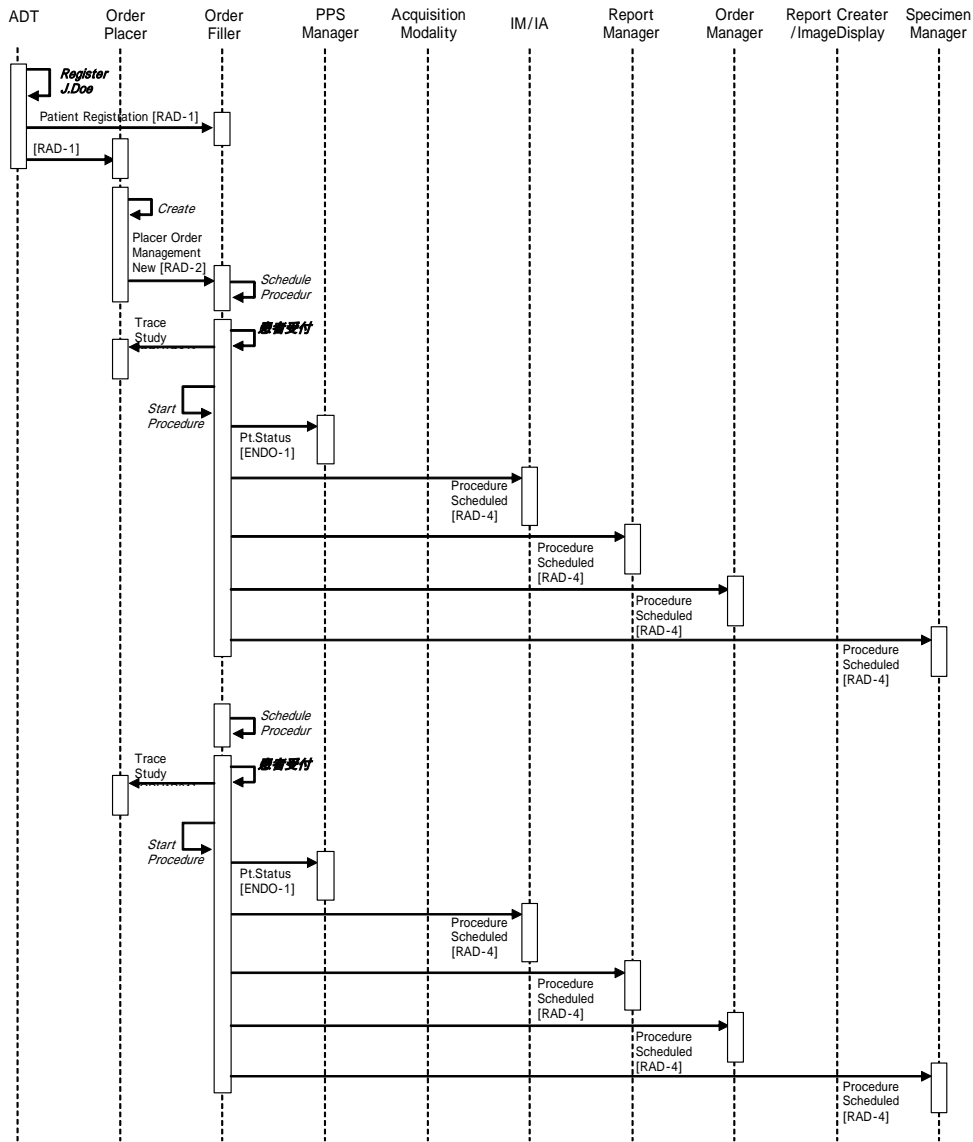 ADT
Order
Placer
Order
Filler
PPS
Manager
Acquisition
Modality
IM/IA
Report
Manager
Order
Manager
Report Creater
/ImageDisplay
Specimen
Manager
Register
J.Doe
Patient Registration [RAD-1]
[RAD-1]
Create
Placer Order
Management
New [RAD-2]
Schedule
Procedur
患者受付
Trace
Study
Start
Procedure
Pt.Status
[ENDO-1]
Procedure
Scheduled
[RAD-4]
Procedure
Scheduled
[RAD-4]
Procedure
Scheduled
[RAD-4]
Procedure
Scheduled
[RAD-4]
Schedule
Procedur
患者受付
Trace
Study
Start
Procedure
Pt.Status
[ENDO-1]
Procedure
Scheduled
[RAD-4]
Procedure
Scheduled
[RAD-4]
Procedure
Scheduled
[RAD-4]
Procedure
Scheduled
[RAD-4]